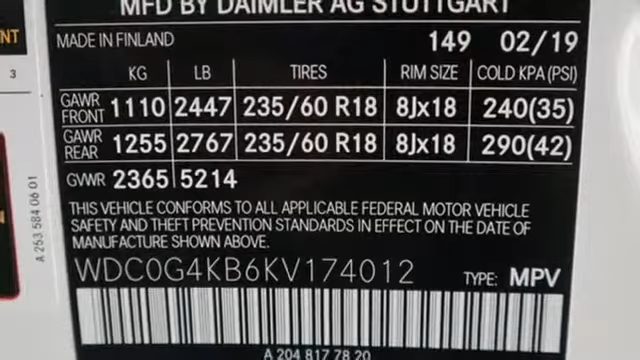 MFD BY DAIMLER AG STUTTGART
NT
MADE IN FINLAND 149 02/19
3
KG LB TIRES RIM SIZE COLD KPA(PSI)
GAWR FRONT 1110 2447 235/60 R18 8Jx18 240(35)
GAWR REAR 1255 2767 235/60 R18 8Jx18 290(42)
GVWR 2365 5214
THIS VEHICLE CONFORMS TO ALL APPLICABLE FEDERAL MOTOR VEHICLE
SAFETY AND THEFT PREVENTION STANDARDS IN EFFECT ON THE DATE OF
MANUFACTURE SHOWN ABOVE.
WDC0G4KB6KV174012 TYPE: MPV
A 204 817 78 20
A 253 584 06 01